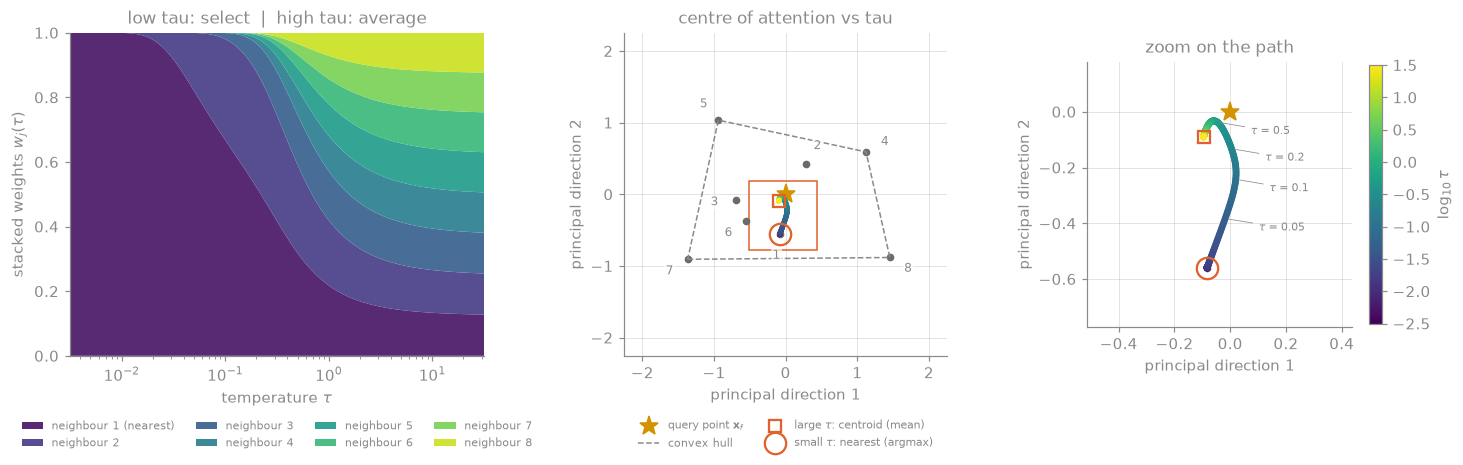 low tau: select | high tau: average
1.0
0.8
0.6
0.4
0.2
0.0
stacked weights wⱼ(τ)
10⁻² 10⁻¹ 10⁰ 10¹
temperature τ
neighbour 1 (nearest) neighbour 3 neighbour 5 neighbour 7
neighbour 2 neighbour 4 neighbour 6 neighbour 8
centre of attention vs tau
2
1
0
−1
−2
principal direction 2
5
2
4
3
6
1
7
8
−2 −1 0 1 2
principal direction 1
query point large τ: centroid (mean)
convex hull small τ: nearest (argmax)
zoom on the path
0.0
−0.2
−0.4
−0.6
principal direction 2
τ = 0.5
τ = 0.2
τ = 0.1
τ = 0.05
−0.4 −0.2 0.0 0.2 0.4
principal direction 1
1.5
1.0
0.5
0.0
−0.5
−1.0
−1.5
−2.0
−2.5
log₁₀ τ